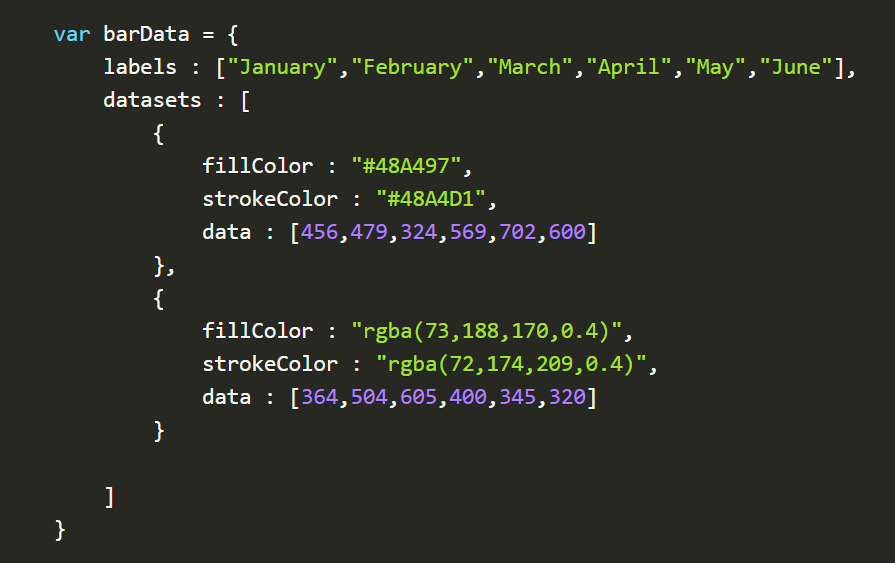 var barData = {
    labels : ["January","February","March","April","May","June"],
    datasets : [
        {
            fillColor : "#48A497",
            strokeColor : "#48A4D1",
            data : [456,479,324,569,702,600]
        },
        {
            fillColor : "rgba(73,188,170,0.4)",
            strokeColor : "rgba(72,174,209,0.4)",
            data : [364,504,605,400,345,320]
        }

    ]
}